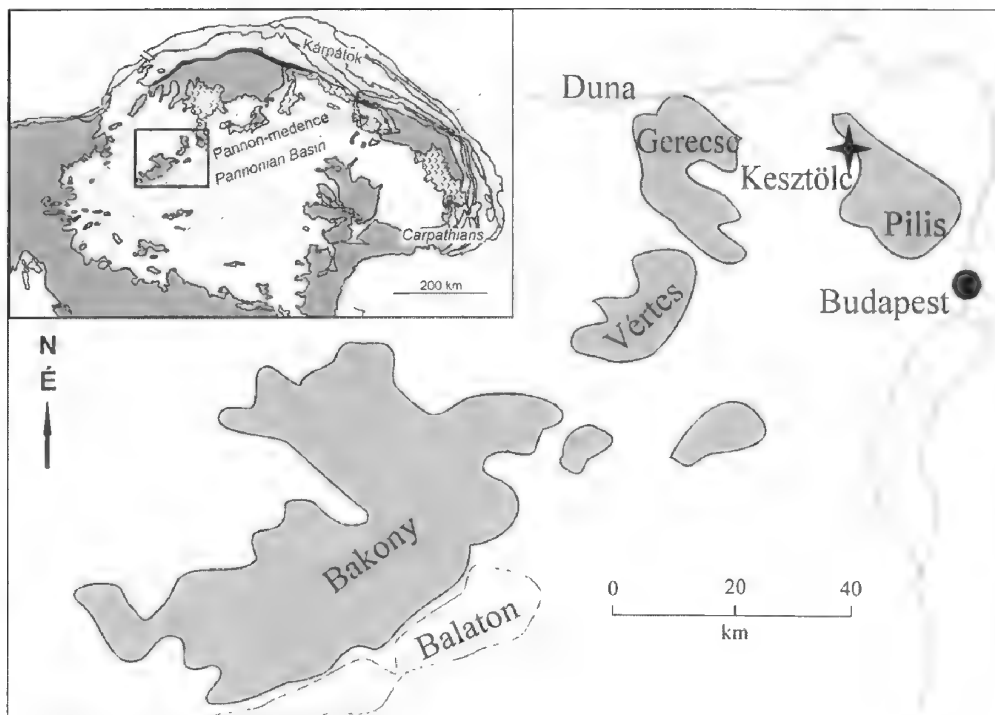 Kárpátok
Pannon-medence
Pannonian Basin
Carpathians
200 km
Duna
Gerecse
Kesztölc
Pilis
Budapest
Vértes
N
É
Bakony
Balaton
0 20 40
km